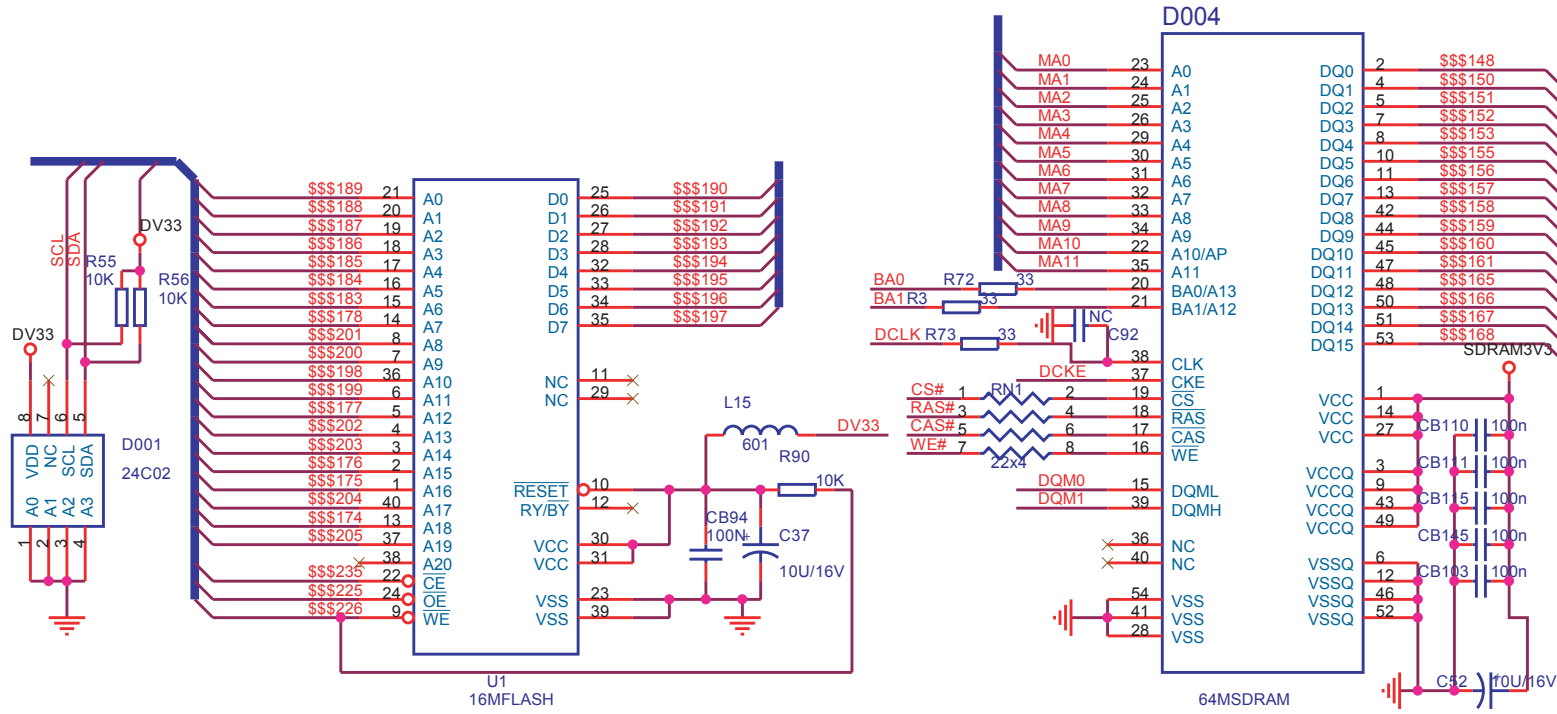 D004
MA0 23 A0
MA1 24 A1
MA2 25 A2
MA3 26 A3
MA4 29 A4
MA5 30 A5
MA6 31 A6
MA7 32 A7
MA8 33 A8
MA9 34 A9
MA10 22 A10/AP
MA11 35 A11
BA0 R72 33 20 BA0/A13
BA1 R3 33 21 BA1/A12
NC
C92
DCLK R73 33 38 CLK
DCKE 37 CKE
CS# 1 RN1 2 19 CS
RAS# 3 4 18 RAS
CAS# 5 6 17 CAS
WE# 7 8 16 WE
22x4
DQM0 15 DQML
DQM1 39 DQMH
36 NC
40 NC
54 VSS
41 VSS
28 VSS
DQ0 2 $$$148
DQ1 4 $$$150
DQ2 5 $$$151
DQ3 7 $$$152
DQ4 8 $$$153
DQ5 10 $$$155
DQ6 11 $$$156
DQ7 13 $$$157
DQ8 42 $$$158
DQ9 44 $$$159
DQ10 45 $$$160
DQ11 47 $$$161
DQ12 48 $$$165
DQ13 50 $$$166
DQ14 51 $$$167
DQ15 53 $$$168
SDRAM3V3
VCC 1
VCC 14
VCC 27
VCCQ 3
VCCQ 9
VCCQ 43
VCCQ 49
VSSQ 6
VSSQ 12
VSSQ 46
VSSQ 52
CB110 100n
CB111 100n
CB115 100n
CB145 100n
CB103 100n
C52 10U/16V
64MSDRAM
SCL
SDA
DV33
R55
10K
R56
10K
DV33
8 7 6 5
VDD NC SCL SDA
A0 A1 A2 A3
1 2 3 4
D001
24C02
$$$189 21 A0
$$$188 20 A1
$$$187 19 A2
$$$186 18 A3
$$$185 17 A4
$$$184 16 A5
$$$183 15 A6
$$$178 14 A7
$$$201 8 A8
$$$200 7 A9
$$$198 36 A10
$$$199 6 A11
$$$177 5 A12
$$$202 4 A13
$$$203 3 A14
$$$176 2 A15
$$$175 1 A16
$$$204 40 A17
$$$174 13 A18
$$$205 37 A19
38 A20
$$$235 22 CE
$$$225 24 OE
$$$226 9 WE
D0 25 $$$190
D1 26 $$$191
D2 27 $$$192
D3 28 $$$193
D4 32 $$$194
D5 33 $$$195
D6 34 $$$196
D7 35 $$$197
NC 11
NC 29
RESET 10
RY/BY 12
VCC 30
VCC 31
VSS 23
VSS 39
L15
601
DV33
R90
10K
CB94
100N
+
C37
10U/16V
U1
16MFLASH